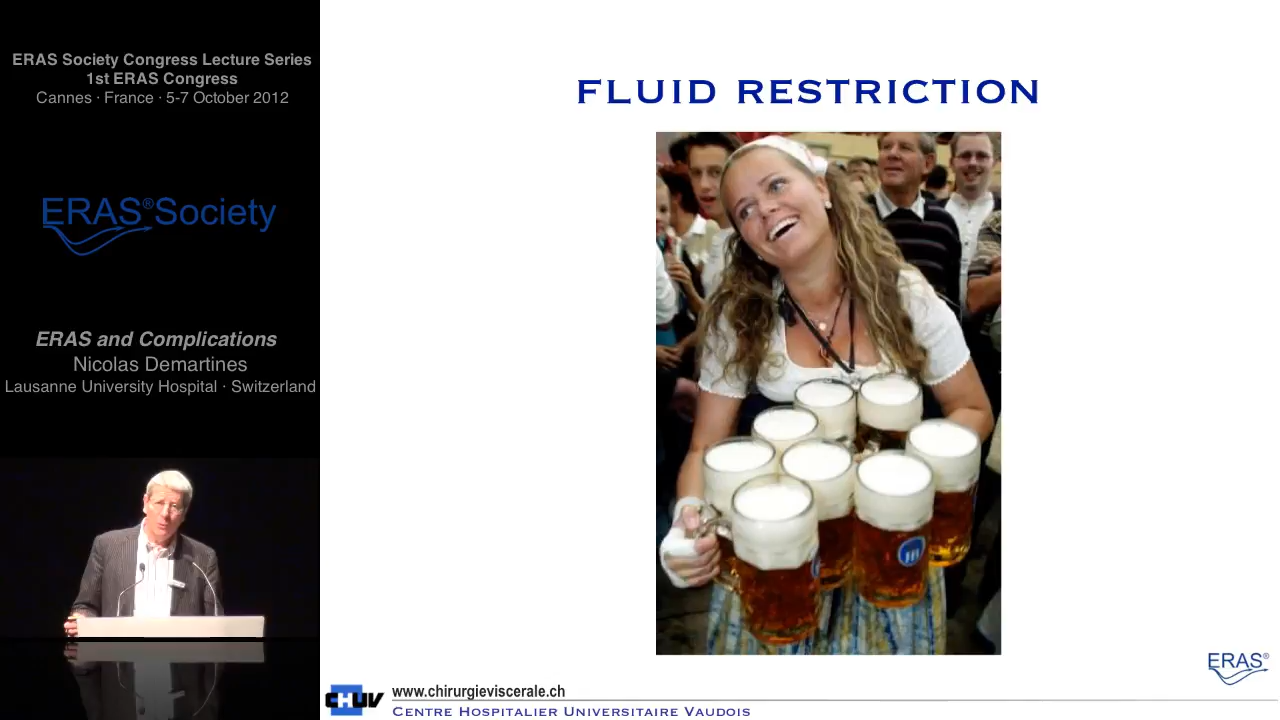 ERAS Society Congress Lecture Series
1st ERAS Congress
Cannes · France · 5-7 October 2012
ERAS®Society
ERAS and Complications
Nicolas Demartines
Lausanne University Hospital · Switzerland
FLUID RESTRICTION
ERAS®
CHUV
www.chirurgieviscerale.ch
Centre Hospitalier Universitaire Vaudois